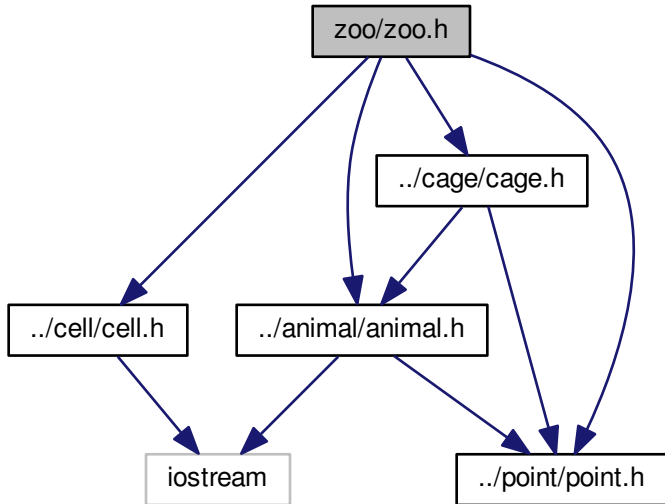 zoo/zoo.h
../cage/cage.h
../cell/cell.h
../animal/animal.h
iostream
../point/point.h